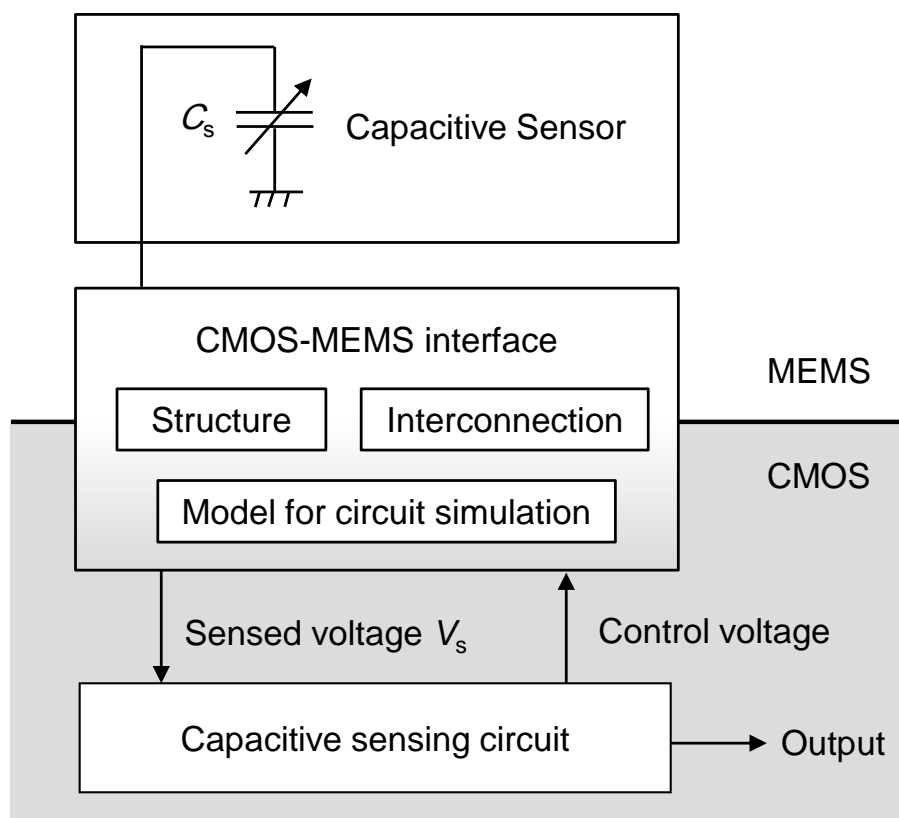 Cs
Capacitive Sensor
CMOS-MEMS interface
MEMS
Structure
Interconnection
CMOS
Model for circuit simulation
Sensed voltage Vs
Control voltage
Capacitive sensing circuit
Output